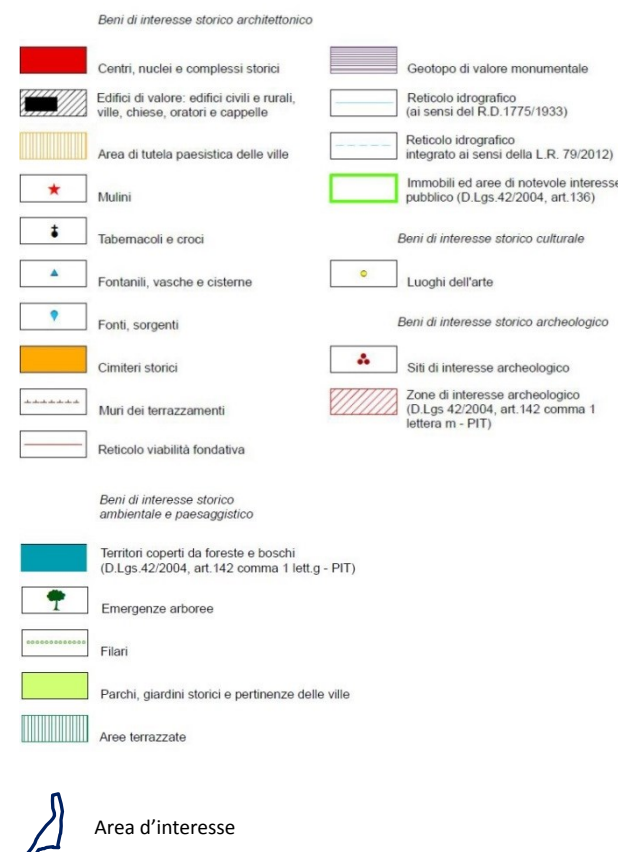 Beni di interesse storico architettonico
Centri, nuclei e complessi storici
Edifici di valore: edifici civili e rurali,
ville, chiese, oratori e cappelle
Area di tutela paesistica delle ville
Mulini
Tabernacoli e croci
Fontanili, vasche e cisterne
Fonti, sorgenti
Cimiteri storici
Muri dei terrazzamenti
Reticolo viabilità fondativa
Beni di interesse storico
ambientale e paesaggistico
Territori coperti da foreste e boschi
(D.Lgs.42/2004, art.142 comma 1 lett.g - PIT)
Emergenze arboree
Filari
Parchi, giardini storici e pertinenze delle ville
Aree terrazzate
Geotopo di valore monumentale
Reticolo idrografico
(ai sensi del R.D.1775/1933)
Reticolo idrografico
integrato ai sensi della L.R. 79/2012)
Immobili ed aree di notevole interesse
pubblico (D.Lgs.42/2004, art.136)
Beni di interesse storico culturale
Luoghi dell'arte
Beni di interesse storico archeologico
Siti di interesse archeologico
Zone di interesse archeologico
(D.Lgs 42/2004, art.142 comma 1
lettera m - PIT)
Area d’interesse